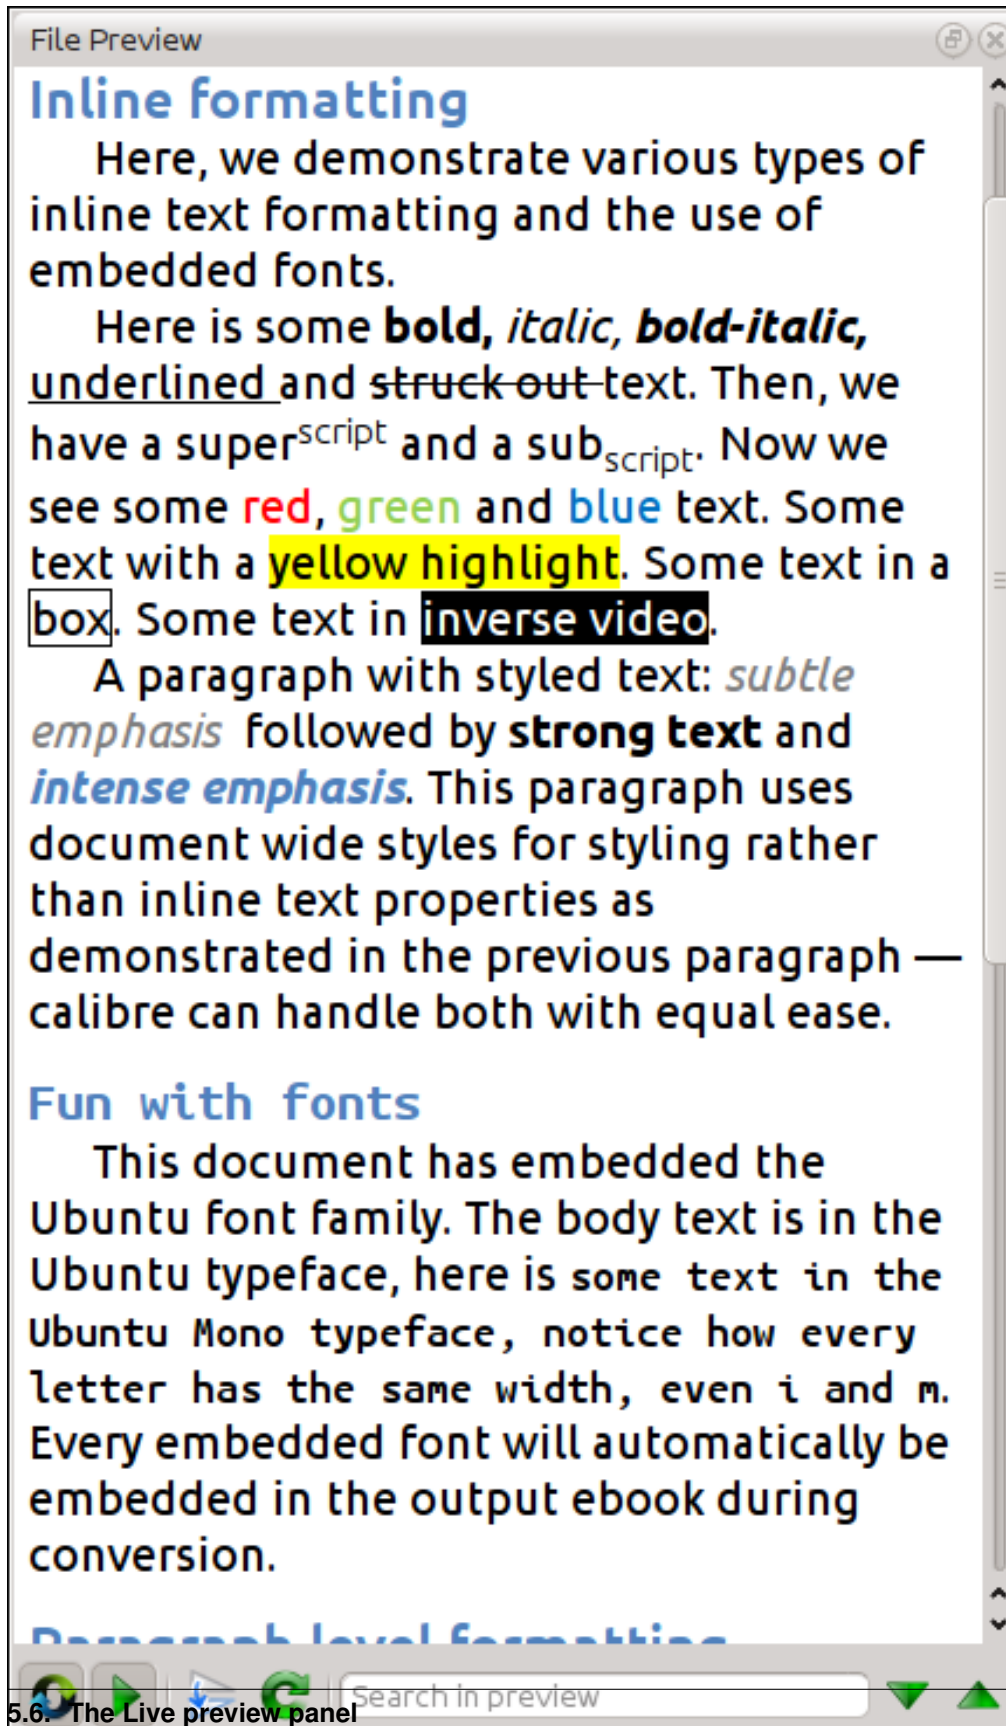 File Preview
Inline formatting
Here, we demonstrate various types of
inline text formatting and the use of
embedded fonts.
Here is some bold, italic, bold-italic,
underlined and struck out text. Then, we
have a superscript and a subscript. Now we
see some red, green and blue text. Some
text with a yellow highlight. Some text in a
box. Some text in inverse video.
A paragraph with styled text: subtle
emphasis followed by strong text and
intense emphasis. This paragraph uses
document wide styles for styling rather
than inline text properties as
demonstrated in the previous paragraph —
calibre can handle both with equal ease.
Fun with fonts
This document has embedded the
Ubuntu font family. The body text is in the
Ubuntu typeface, here is some text in the
Ubuntu Mono typeface, notice how every
letter has the same width, even i and m.
Every embedded font will automatically be
embedded in the output ebook during
conversion.
Paragraph level formatting
Search in preview
5.6. The Live preview panel